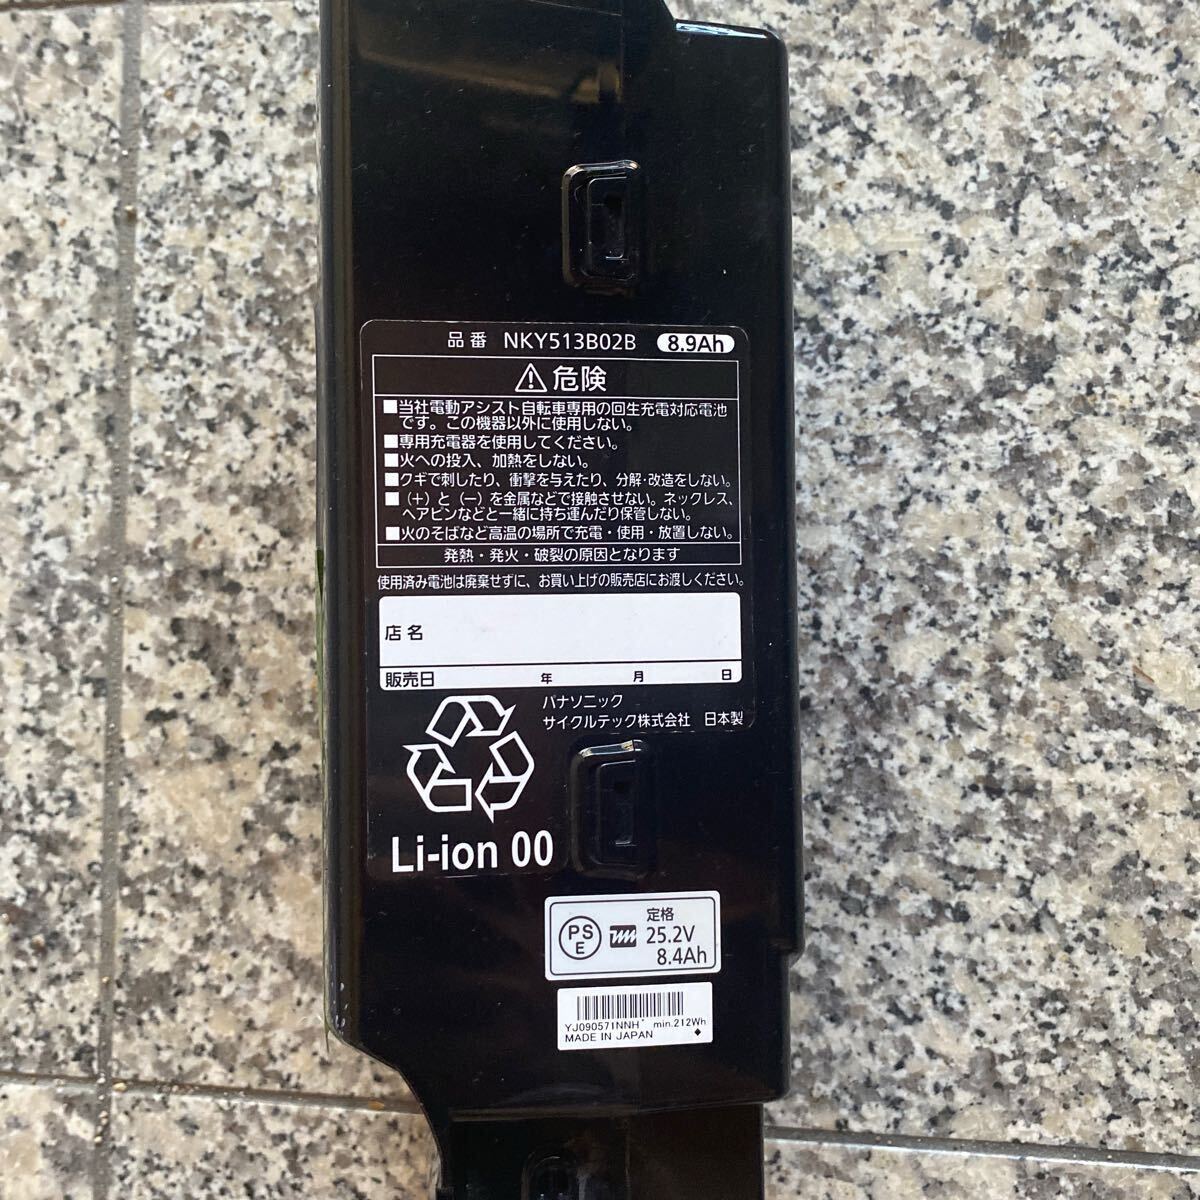 品番 NKY513B02B 8.9Ah
危険
■当社電動アシスト自転車専用の回生充電対応電池
です。この機器以外に使用しない。
■専用充電器を使用してください。
■火への投入、加熱をしない。
■クギで刺したり、衝撃を与えたり、分解・改造をしない。
■(+)と(-)を金属などで接触させない。ネックレス、
ヘアピンなどと一緒に持ち運んだり保管しない。
■火のそばなど高温の場所で充電・使用・放置しない。
発熱・発火・破裂の原因となります
使用済み電池は廃棄せずに、お買い上げの販売店にお渡しください。
店名
販売日 年 月 日
パナソニック
サイクルテック株式会社 日本製
Li-ion 00
PS
E
定格
25.2V
8.4Ah
YJ090571NNH* min.212Wh
MADE IN JAPAN ◆